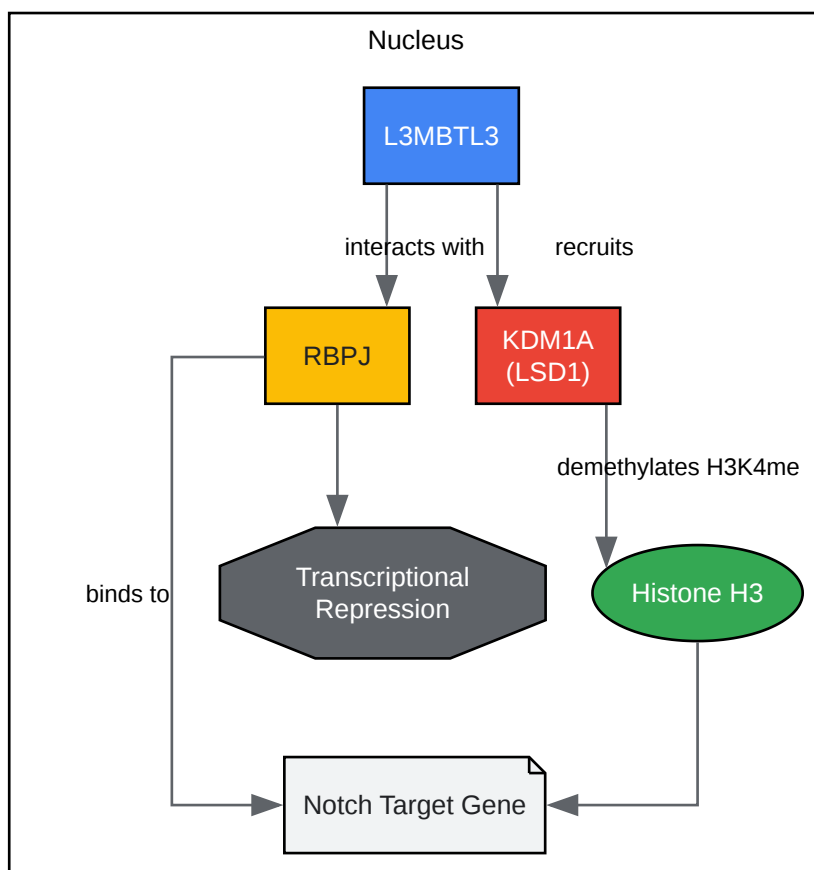 Nucleus
L3MBTL3
interacts with
recruits
RBPJ
KDM1A
(LSD1)
demethylates H3K4me
Transcriptional
Repression
binds to
Histone H3
Notch Target Gene